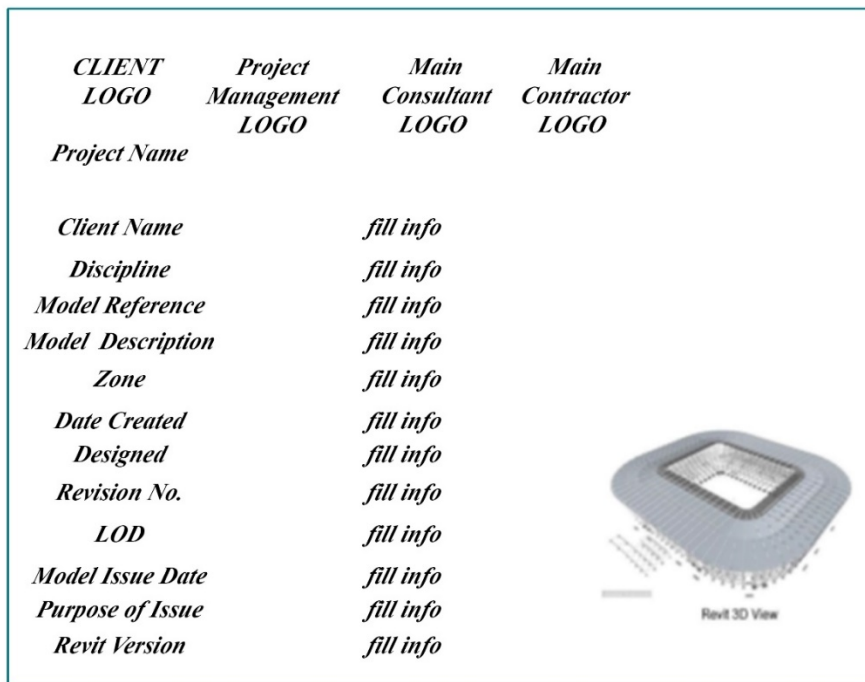 CLIENT
LOGO
Project
Management
LOGO
Main
Consultant
LOGO
Main
Contractor
LOGO
Project Name
Client Name fill info
Discipline fill info
Model Reference fill info
Model Description fill info
Zone fill info
Date Created fill info
Designed fill info
Revision No. fill info
LOD fill info
Model Issue Date fill info
Purpose of Issue fill info
Revit Version fill info
Revit 3D View